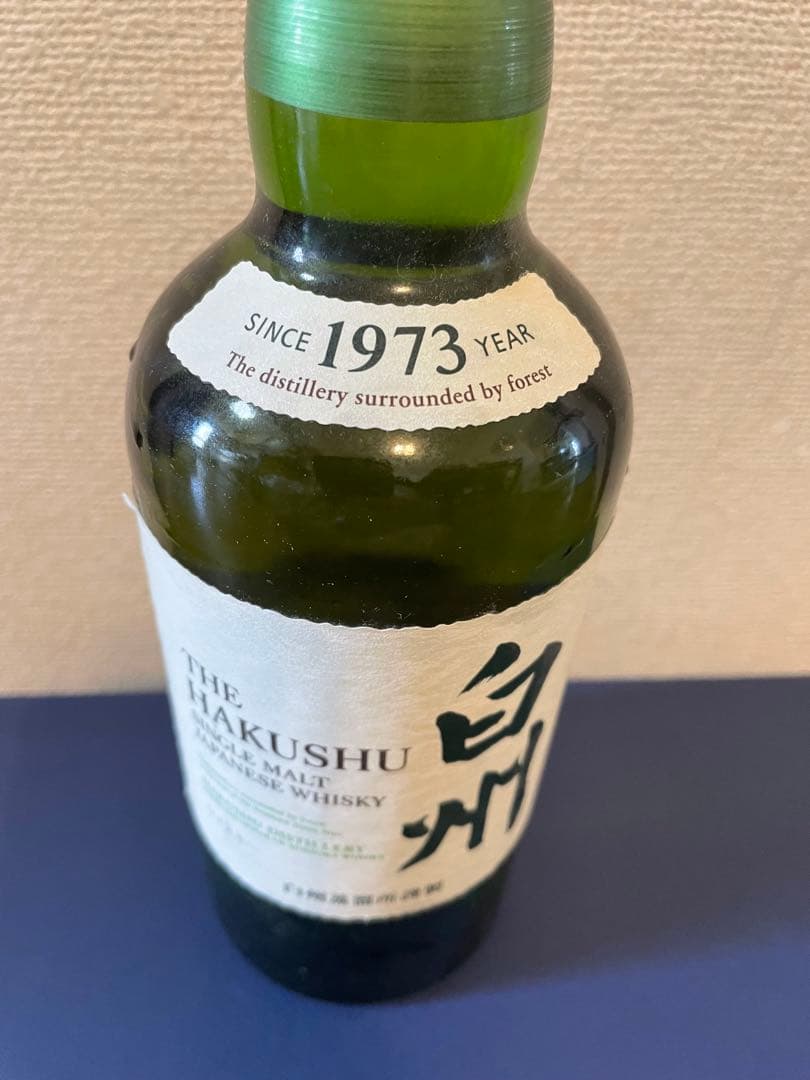 SINCE 1973 YEAR
The distillery surrounded by forest
THE
HAKUSHU
SINGLE MALT
JAPANESE WHISKY
白州